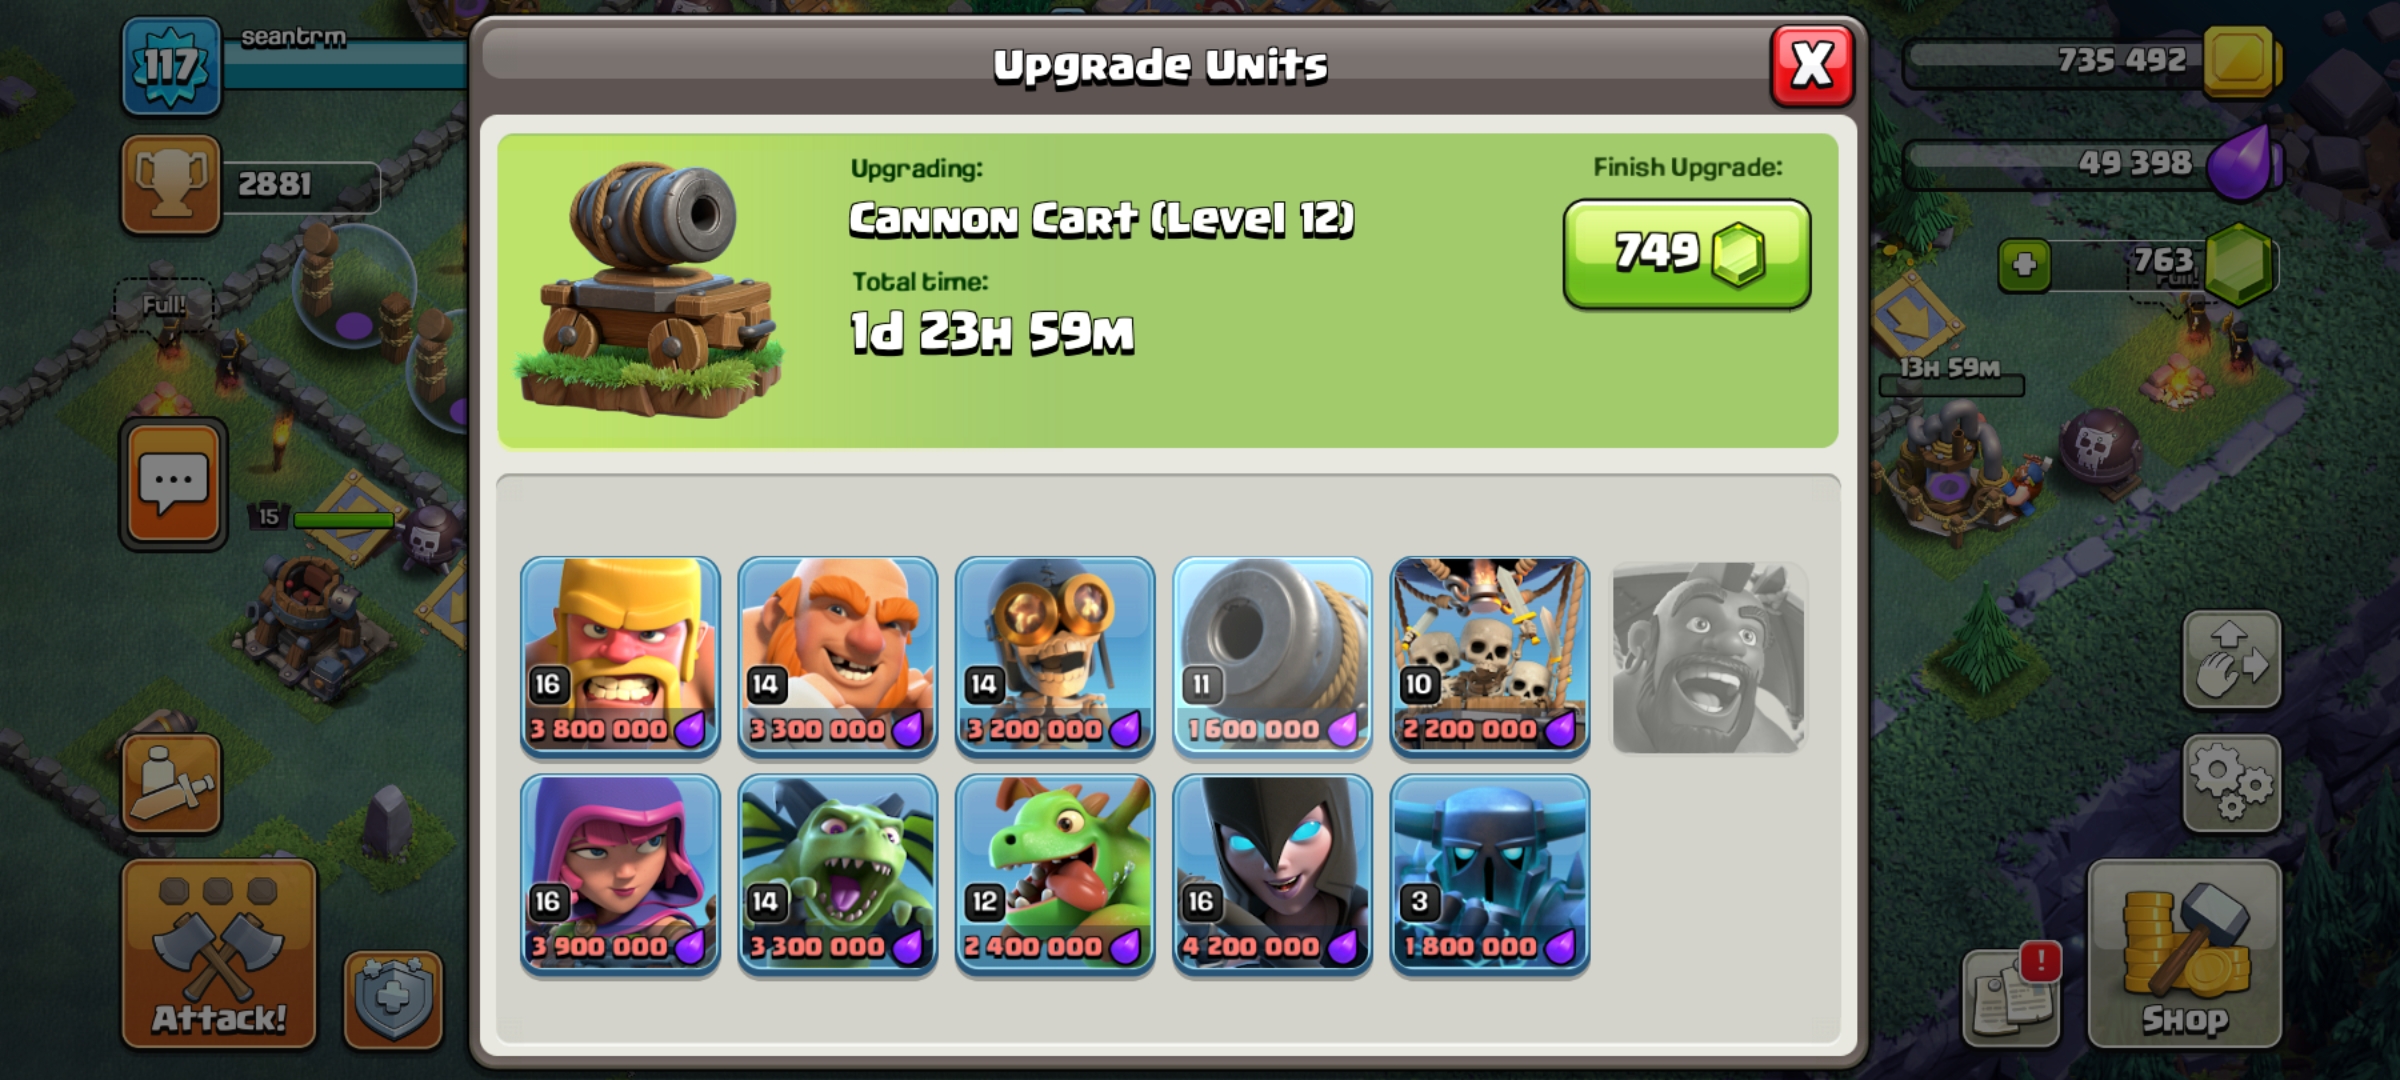 117
seantrm
Upgrade Units
X
735 492
2881
49 398
763
Full!
Full!
13H 59M
15
Upgrading:
Cannon Cart (Level 12)
Total time:
1d 23H 59M
Finish Upgrade:
749
16
3 800 000
14
3 300 000
14
3 200 000
11
1 600 000
10
2 200 000
16
3 900 000
14
3 300 000
12
2 400 000
16
4 200 000
3
1 800 000
Attack!
!
Shop